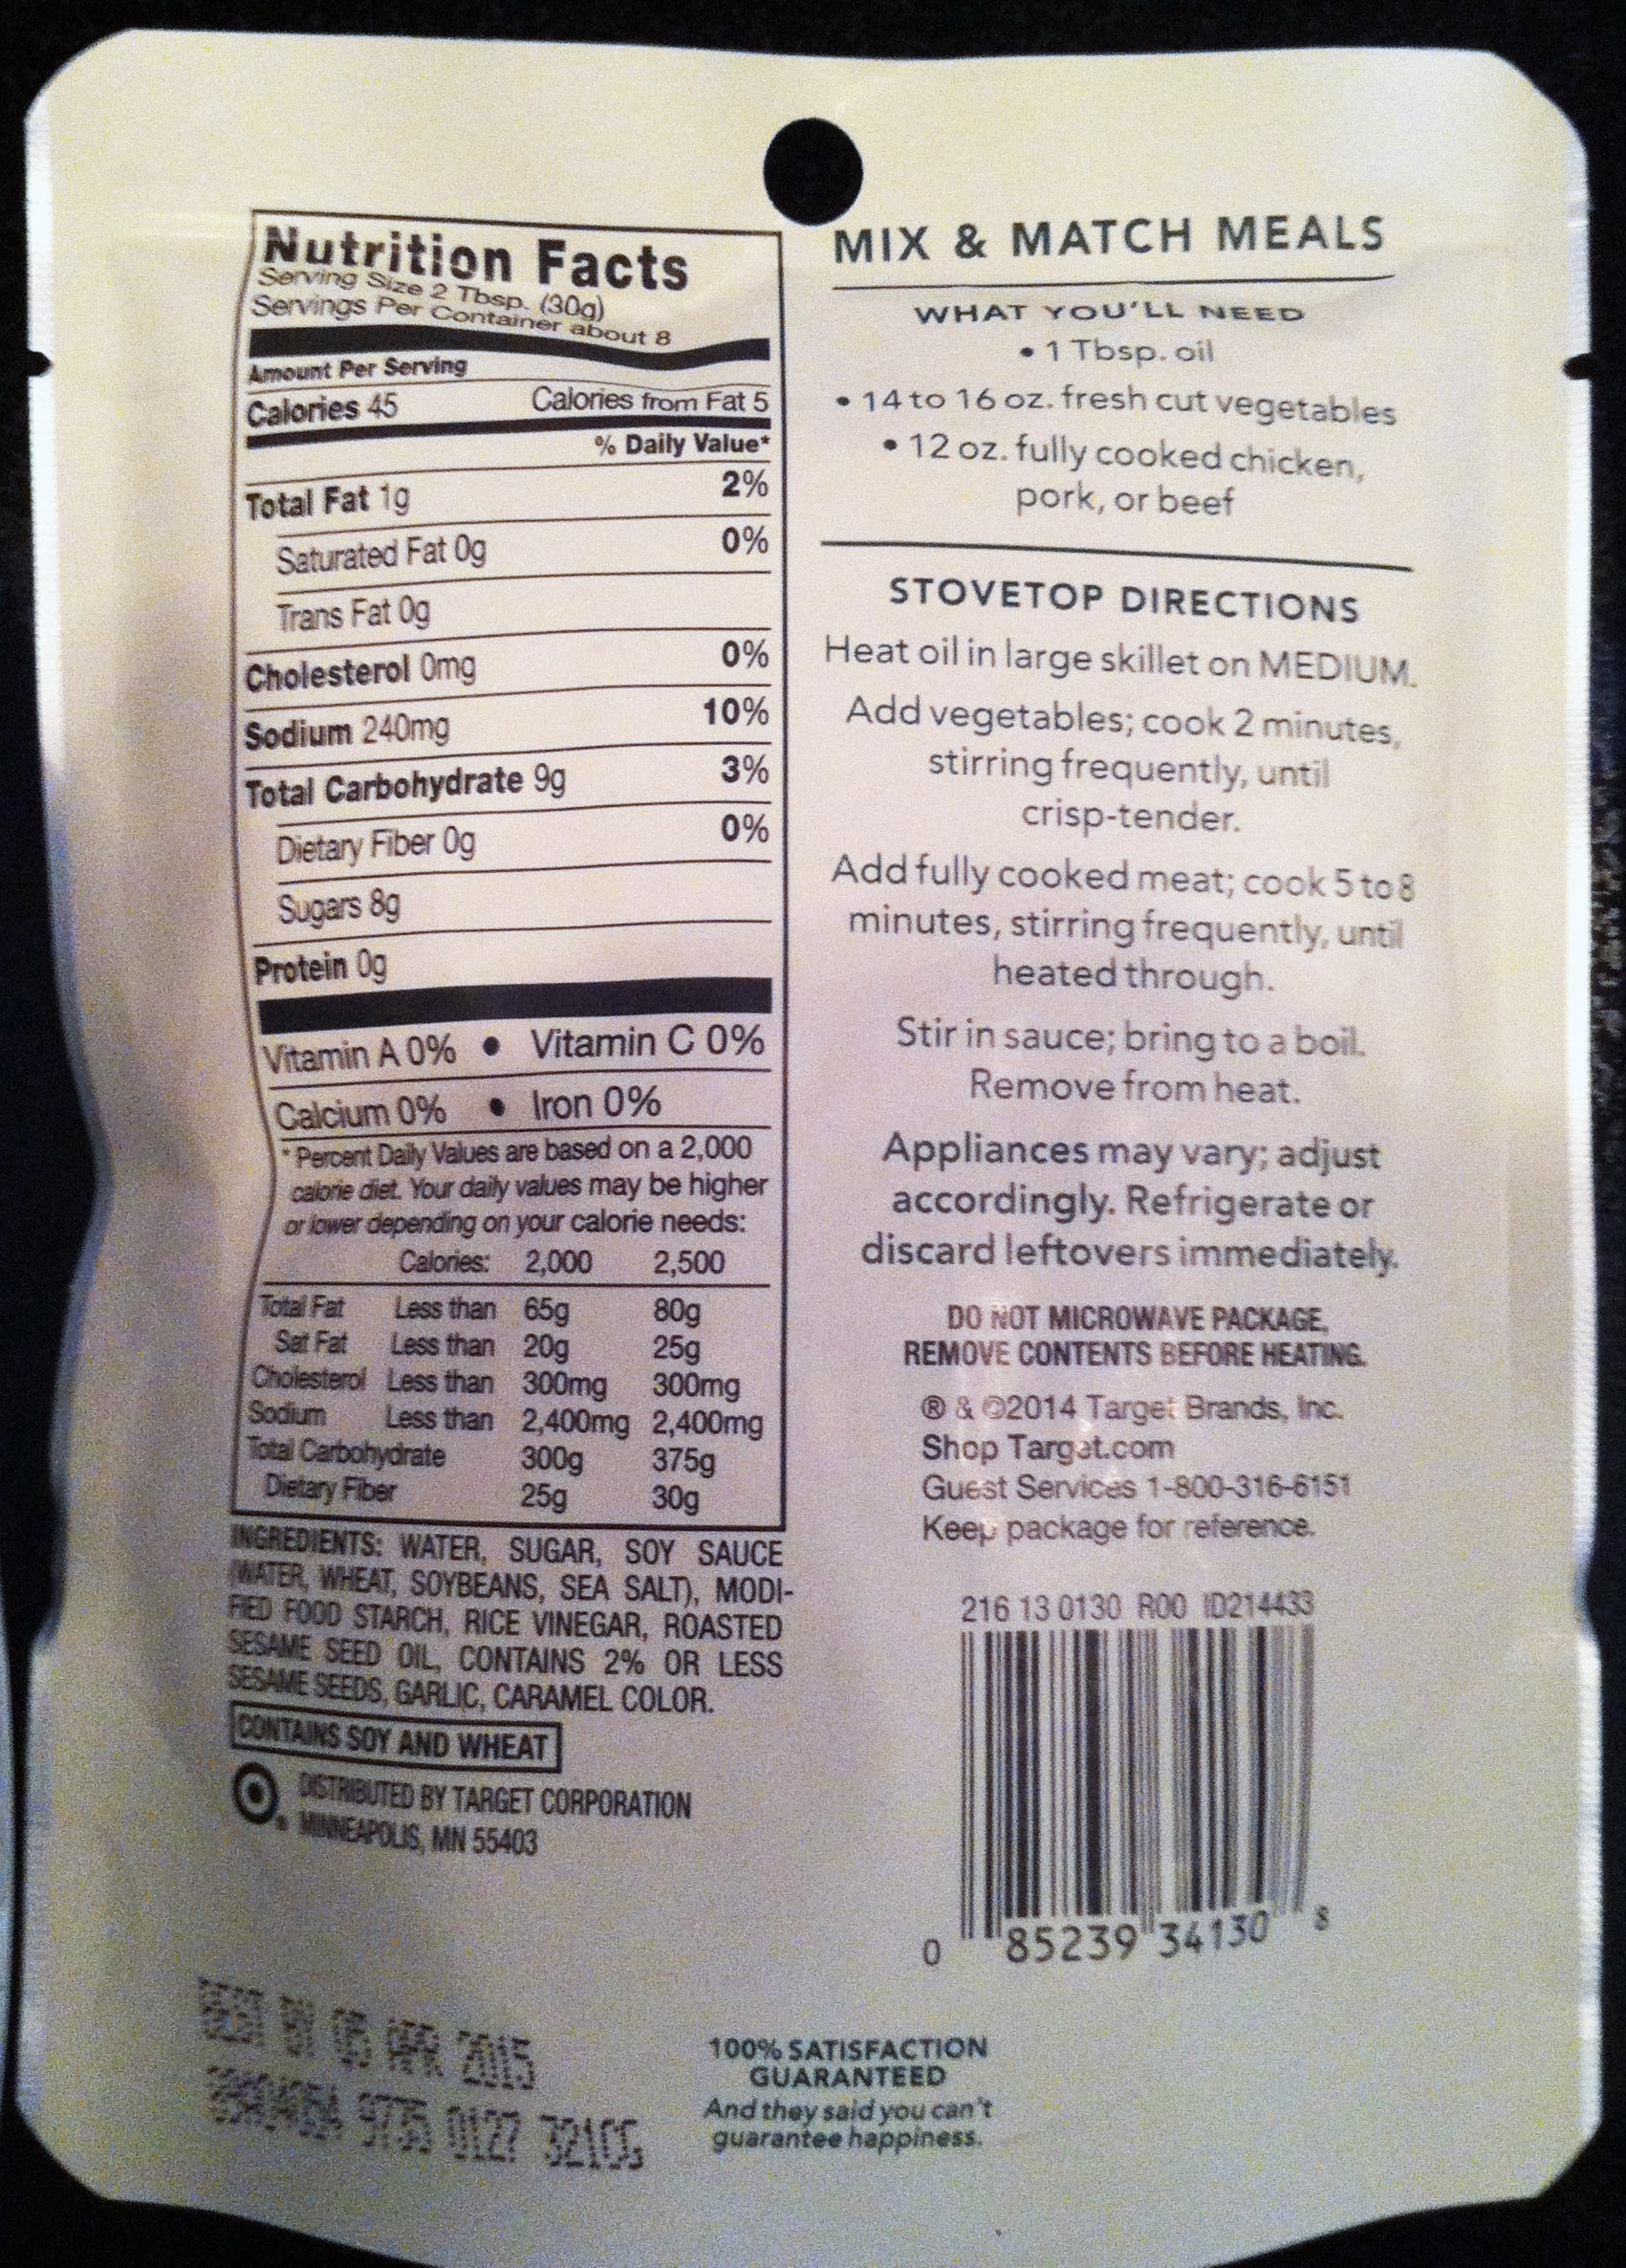 Nutrition Facts
Serving Size 2 Tbsp. (30g)
Servings Per Container about 8
Amount Per Serving
Calories 45 Calories from Fat 5
% Daily Value*
Total Fat 1g 2%
Saturated Fat 0g 0%
Trans Fat 0g
Cholesterol 0mg 0%
Sodium 240mg 10%
Total Carbohydrate 9g 3%
Dietary Fiber 0g 0%
Sugars 8g
Protein 0g
Vitamin A 0% • Vitamin C 0%
Calcium 0% • Iron 0%
* Percent Daily Values are based on a 2,000
calorie diet. Your daily values may be higher
or lower depending on your calorie needs:
Calories: 2,000 2,500
Total Fat Less than 65g 80g
Sat Fat Less than 20g 25g
Cholesterol Less than 300mg 300mg
Sodium Less than 2,400mg 2,400mg
Total Carbohydrate 300g 375g
Dietary Fiber 25g 30g
INGREDIENTS: WATER, SUGAR, SOY SAUCE
(WATER, WHEAT, SOYBEANS, SEA SALT), MODI-
FIED FOOD STARCH, RICE VINEGAR, ROASTED
SESAME SEED OIL, CONTAINS 2% OR LESS
SESAME SEEDS, GARLIC, CARAMEL COLOR.
CONTAINS SOY AND WHEAT
DISTRIBUTED BY TARGET CORPORATION
MINNEAPOLIS, MN 55403
2015
0127 321CG
MIX & MATCH MEALS
WHAT YOU'LL NEED
• 1 Tbsp. oil
• 14 to 16 oz. fresh cut vegetables
• 12 oz. fully cooked chicken,
pork, or beef
STOVETOP DIRECTIONS
Heat oil in large skillet on MEDIUM.
Add vegetables; cook 2 minutes,
stirring frequently, until
crisp-tender.
Add fully cooked meat; cook 5 to 8
minutes, stirring frequently, until
heated through.
Stir in sauce; bring to a boil.
Remove from heat.
Appliances may vary; adjust
accordingly. Refrigerate or
discard leftovers immediately.
DO NOT MICROWAVE PACKAGE,
REMOVE CONTENTS BEFORE HEATING.
® & ©2014 Target Brands, Inc.
Shop Target.com
Guest Services 1-800-316-6151
Keep package for reference.
216 13 0130 R00 ID214433
0 85239 34130 8
100% SATISFACTION
GUARANTEED
And they said you can't
guarantee happiness.